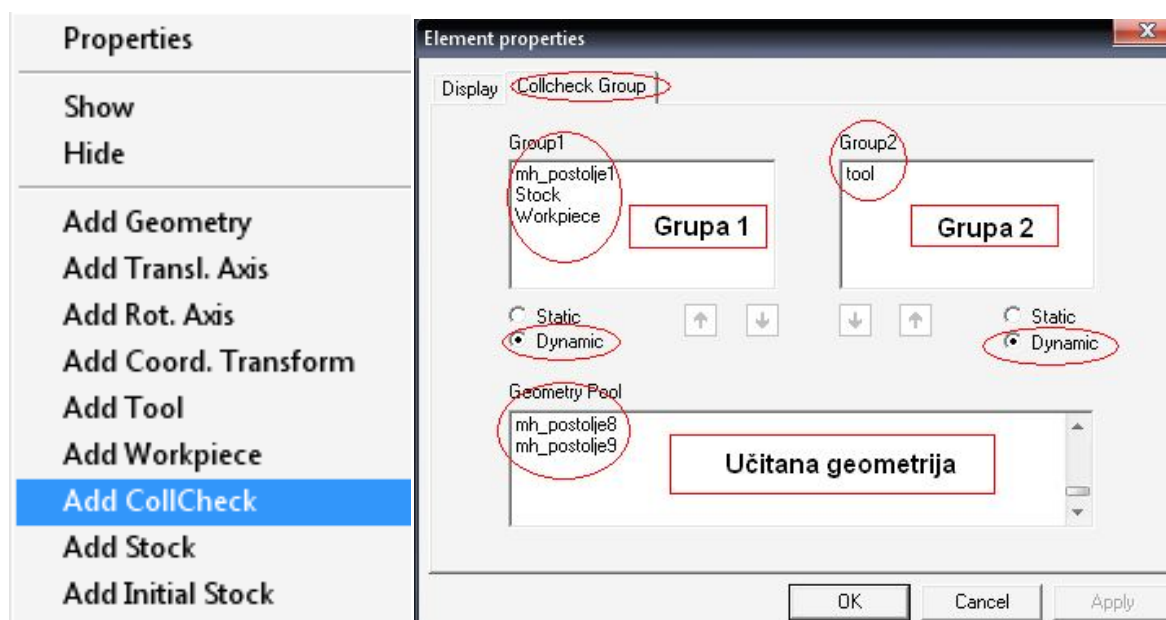 Properties
Show
Hide
Add Geometry
Add Transl. Axis
Add Rot. Axis
Add Coord. Transform
Add Tool
Add Workpiece
Add CollCheck
Add Stock
Add Initial Stock
Element properties
Display Collcheck Group
Group1 Group2
mh_postolje1 tool
Stock
Workpiece
Grupa 1 Grupa 2
Static Static
Dynamic Dynamic
Geometry Pool
mh_postolje8
mh_postolje9
Učitana geometrija
OK Cancel Apply